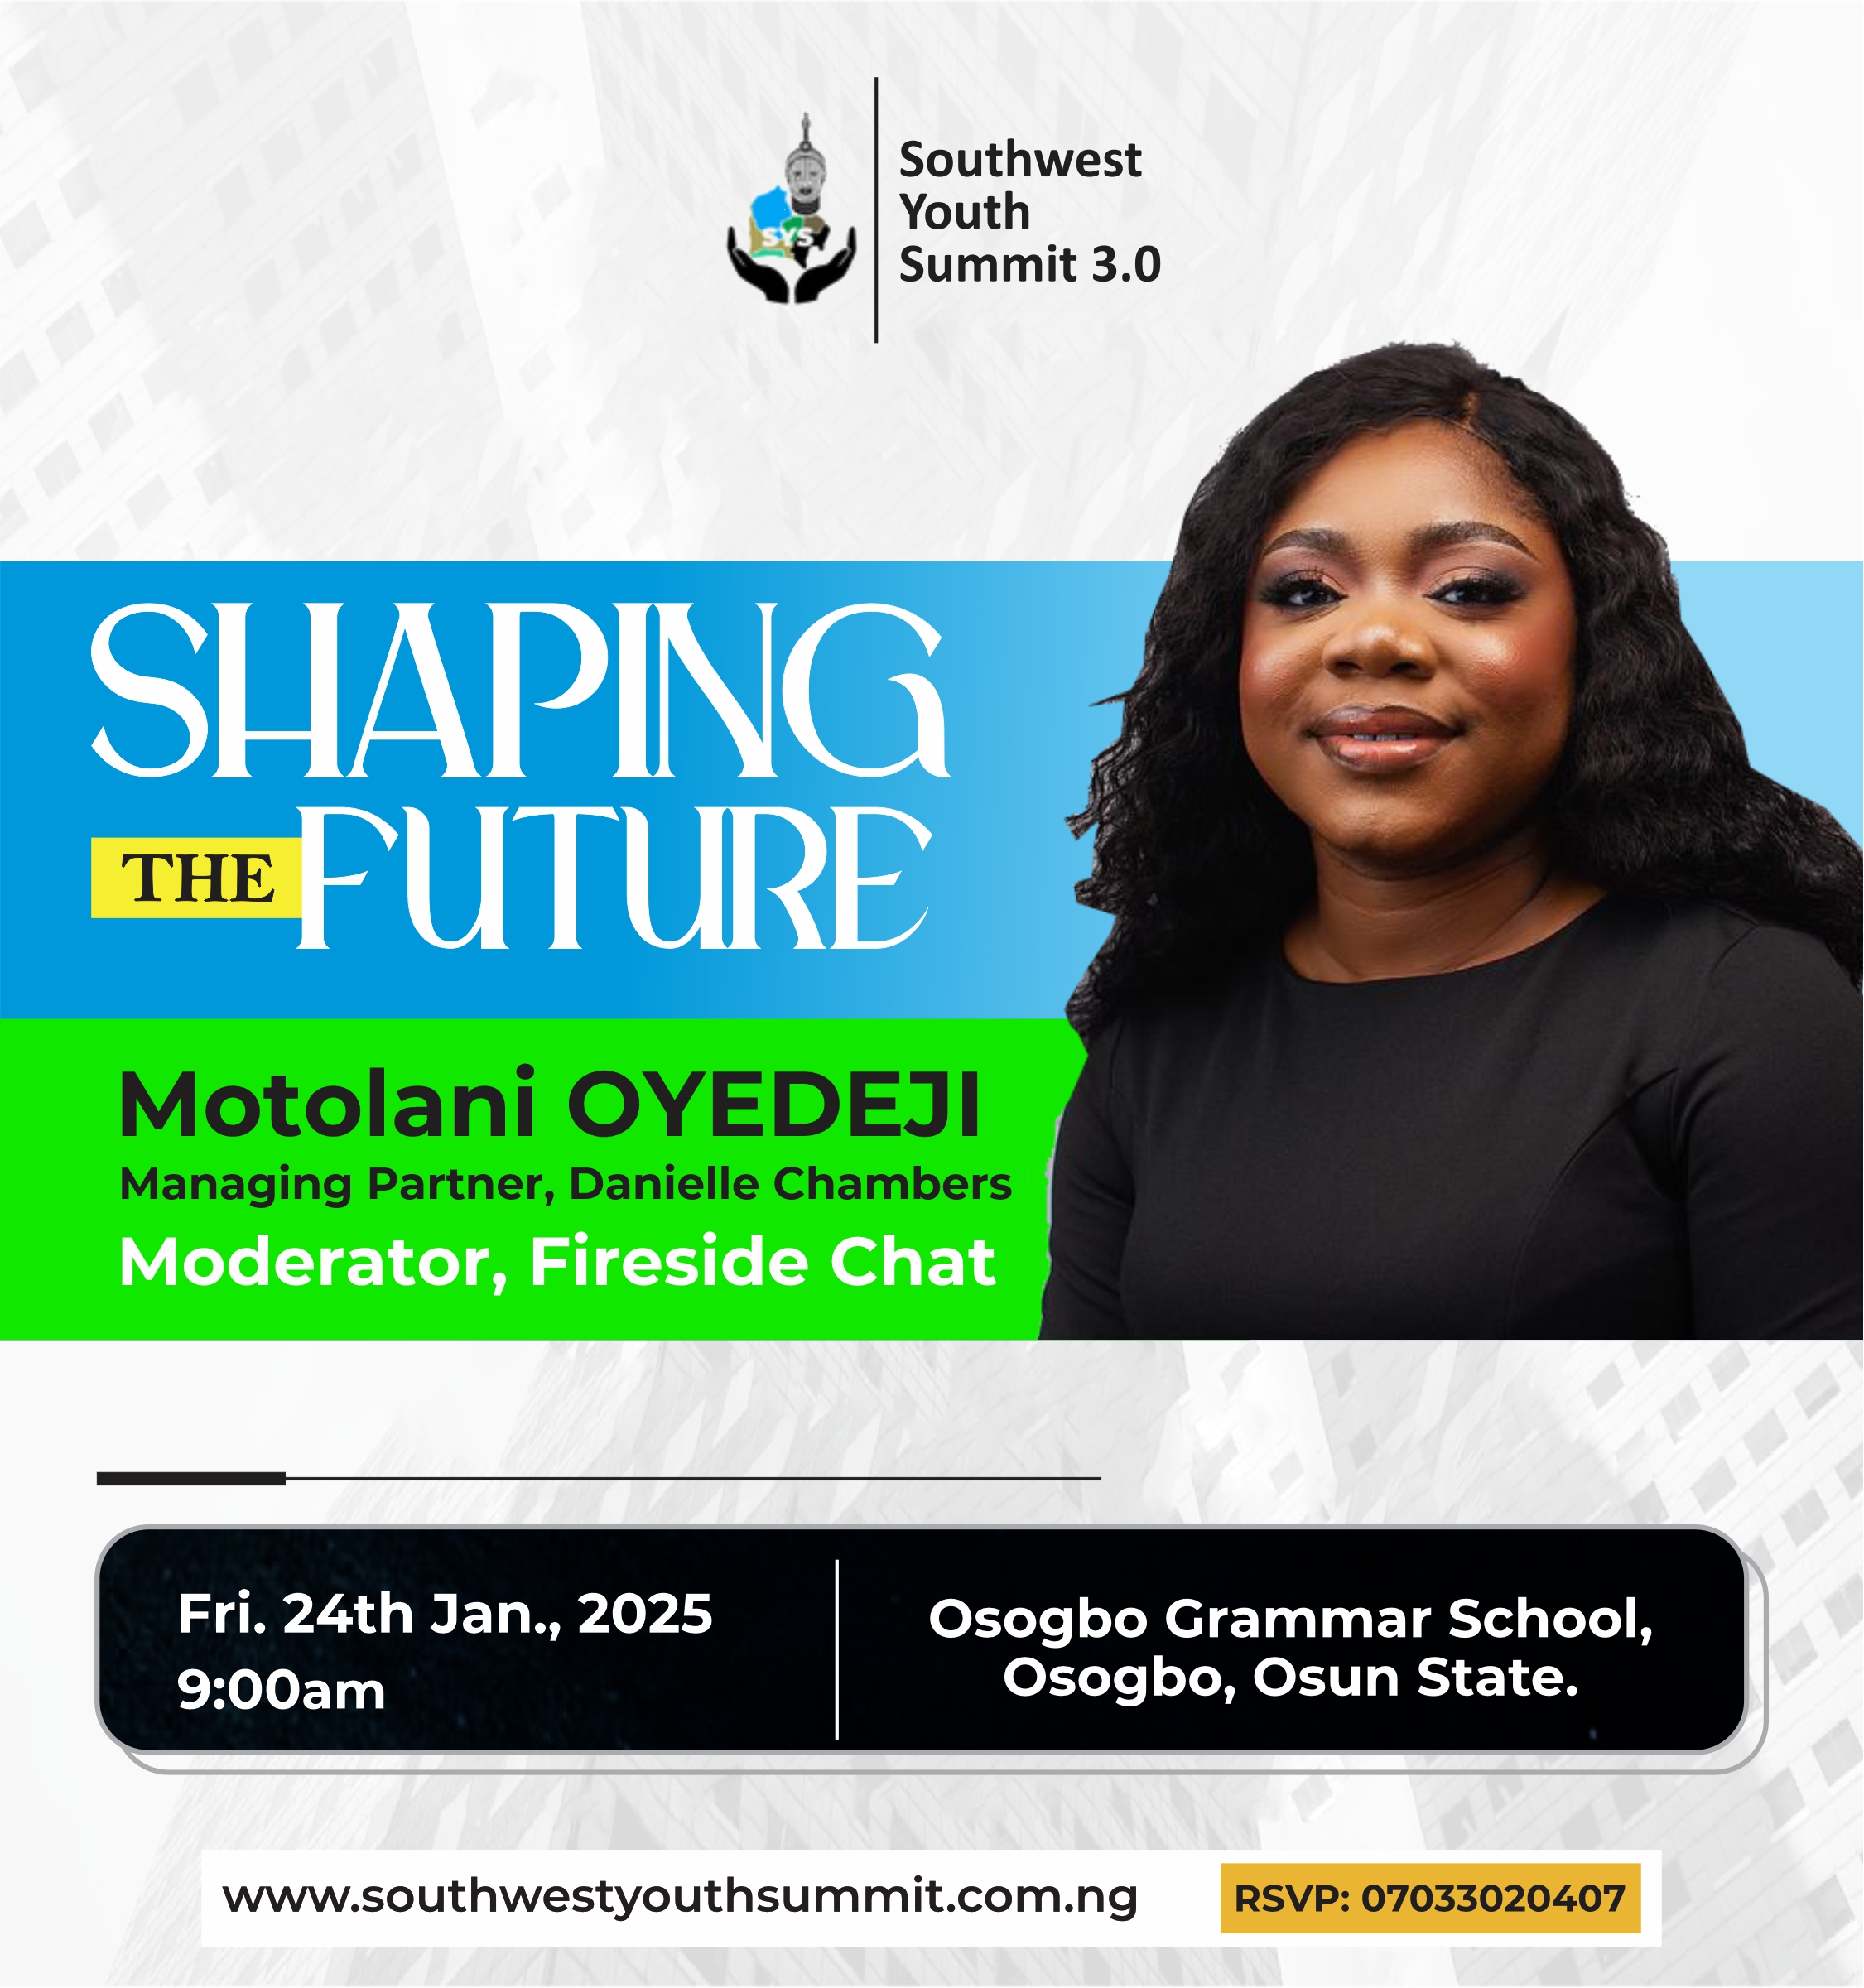 SYS
Southwest
Youth
Summit 3.0
SHAPING
THE FUTURE
Motolani OYEDEJI
Managing Partner, Danielle Chambers
Moderator, Fireside Chat
Fri. 24th Jan., 2025
9:00am
Osogbo Grammar School,
Osogbo, Osun State.
www.southwestyouthsummit.com.ng
RSVP: 07033020407